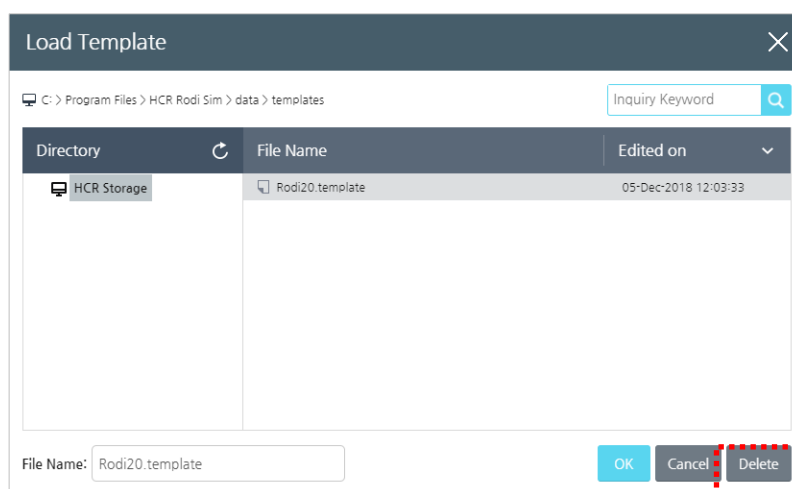 Load Template
C: > Program Files > HCR Rodi Sim > data > templates
Inquiry Keyword
Directory File Name Edited on
HCR Storage Rodi20.template 05-Dec-2018 12:03:33
File Name: Rodi20.template OK Cancel Delete